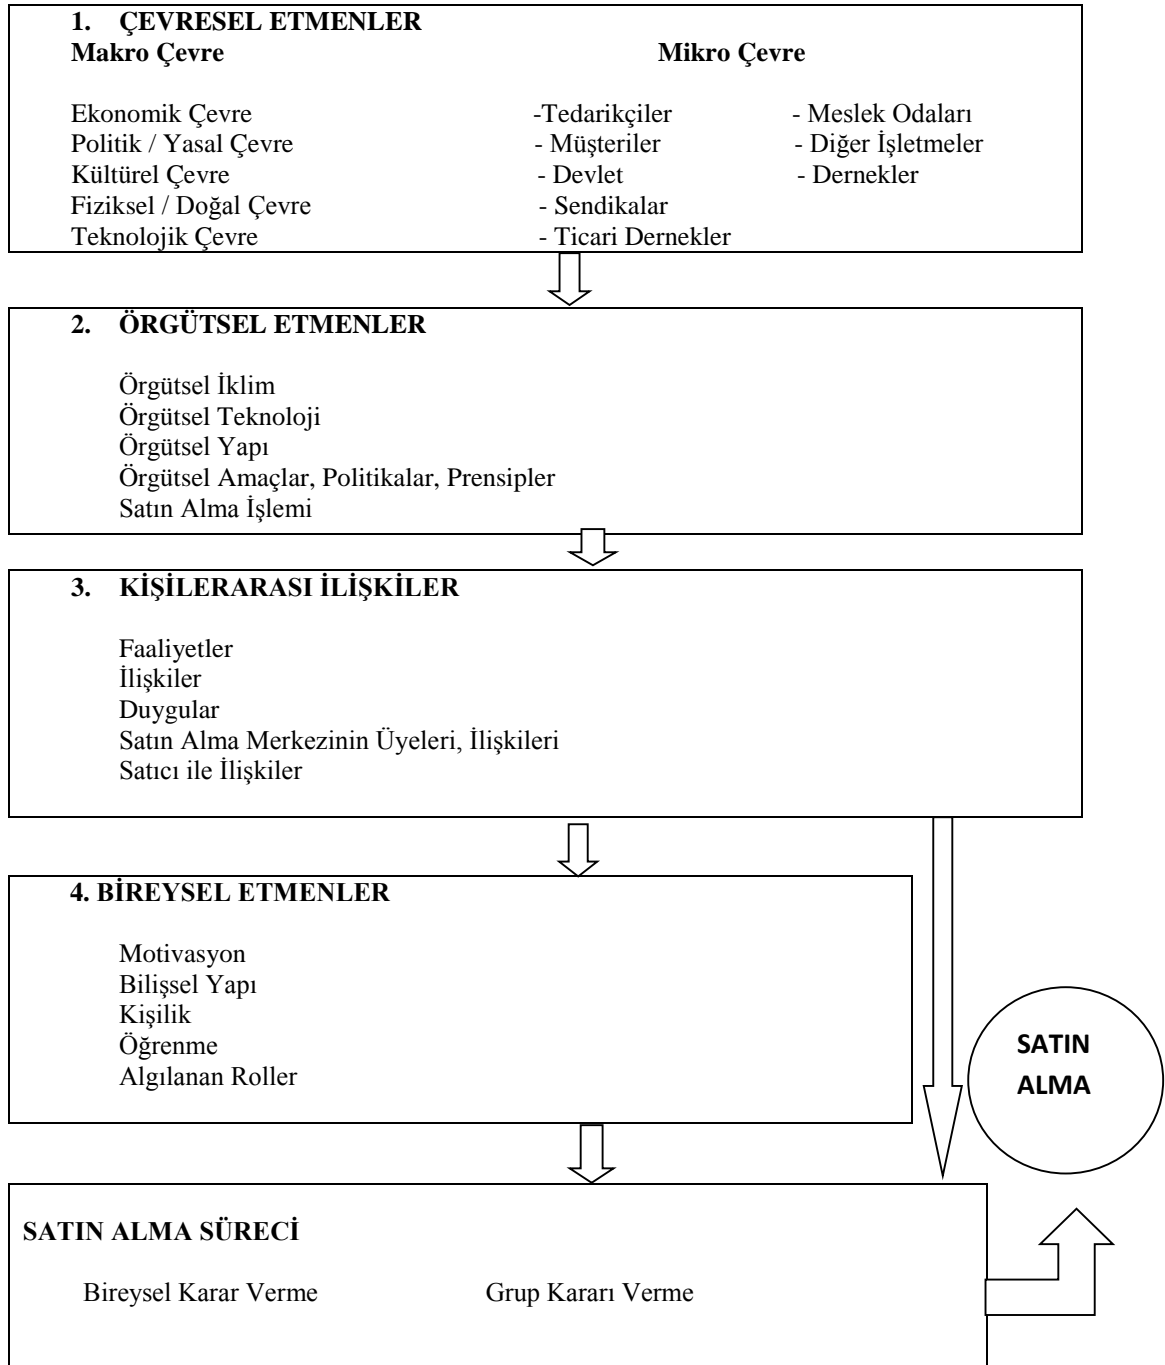 1. ÇEVRESEL ETMENLER
Makro Çevre Mikro Çevre
Ekonomik Çevre -Tedarikçiler - Meslek Odaları
Politik / Yasal Çevre - Müşteriler - Diğer İşletmeler
Kültürel Çevre - Devlet - Dernekler
Fiziksel / Doğal Çevre - Sendikalar
Teknolojik Çevre - Ticari Dernekler
2. ÖRGÜTSEL ETMENLER
Örgütsel İklim
Örgütsel Teknoloji
Örgütsel Yapı
Örgütsel Amaçlar, Politikalar, Prensipler
Satın Alma İşlemi
3. KİŞİLERARASI İLİŞKİLER
Faaliyetler
İlişkiler
Duygular
Satın Alma Merkezinin Üyeleri, İlişkileri
Satıcı ile İlişkiler
4. BİREYSEL ETMENLER
Motivasyon
Bilişsel Yapı
Kişilik
Öğrenme
Algılanan Roller
SATIN
ALMA
SATIN ALMA SÜRECİ
Bireysel Karar Verme Grup Kararı Verme